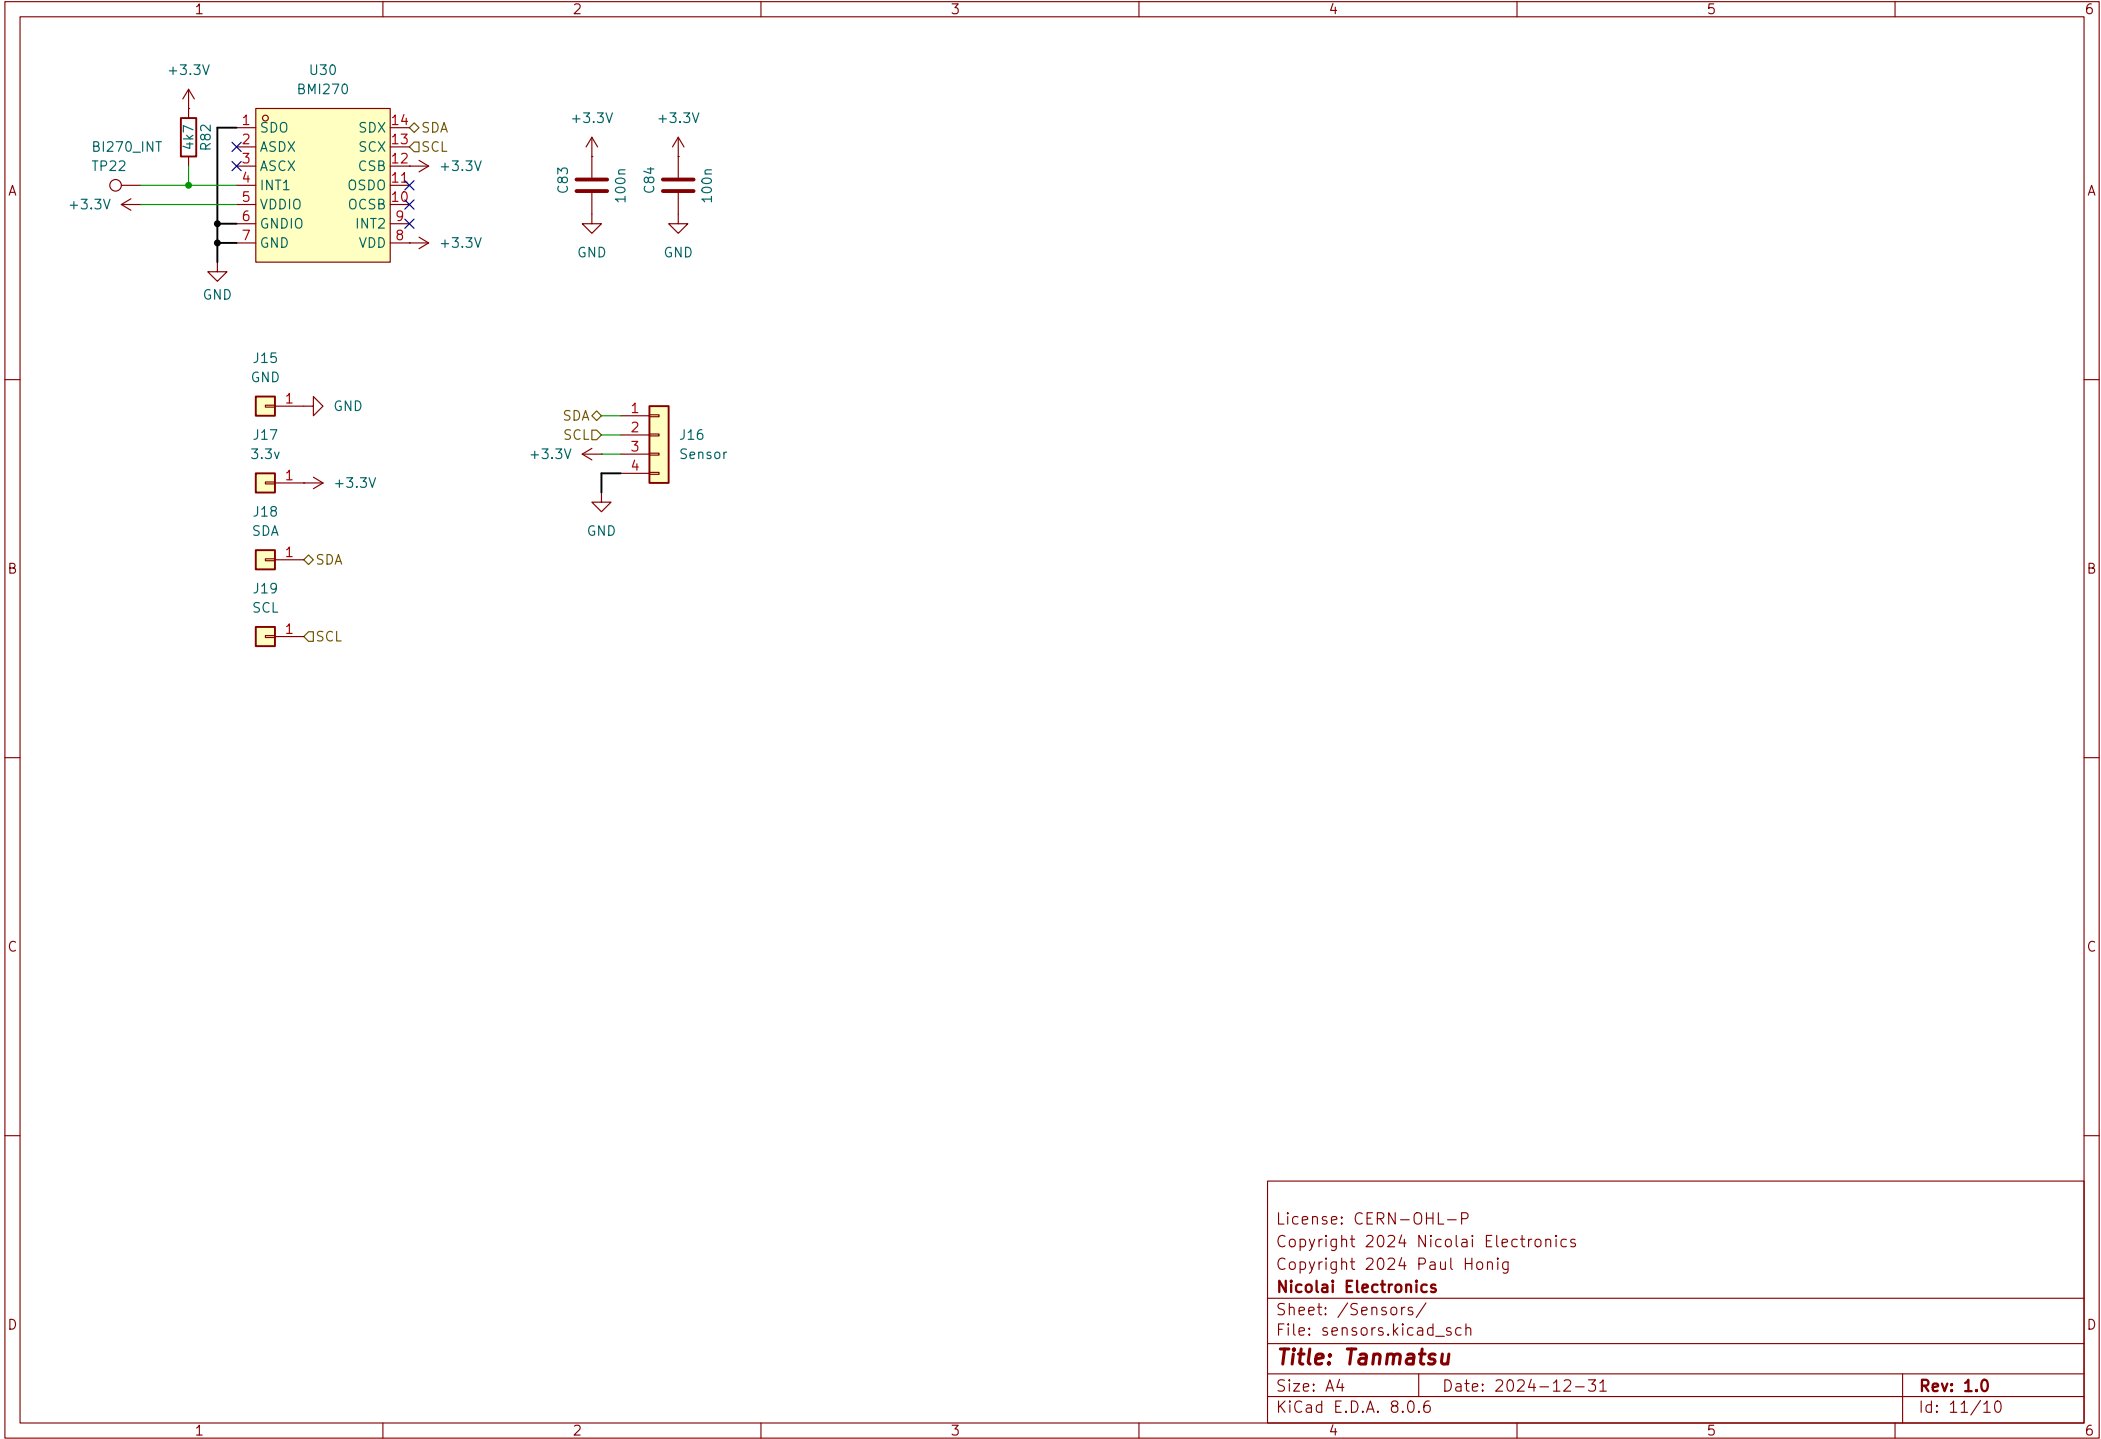 1 2 3 4 5 6
+3.3V
U30
BMI270
R82
4k7
BI270_INT
TP22
+3.3V
1 SDO
2 ASDX
3 ASCX
4 INT1
5 VDDIO
6 GNDIO
7 GND
SDX 14 SDA
SCX 13 SCL
CSB 12 +3.3V
OSDO 11
OCSB 10
INT2 9
VDD 8 +3.3V
GND
+3.3V
C83
100n
GND
+3.3V
C84
100n
GND
A A
J15
GND
1 GND
J17
3.3v
1 +3.3V
J18
SDA
1 SDA
J19
SCL
1 SCL
SDA 1
SCL 2
+3.3V 3
4
GND
J16
Sensor
B B
C C
D D
License: CERN-OHL-P
Copyright 2024 Nicolai Electronics
Copyright 2024 Paul Honig
Nicolai Electronics
Sheet: /Sensors/
File: sensors.kicad_sch
Title: Tanmatsu
Size: A4 Date: 2024-12-31 Rev: 1.0
KiCad E.D.A. 8.0.6 Id: 11/10
1 2 3 4 5 6